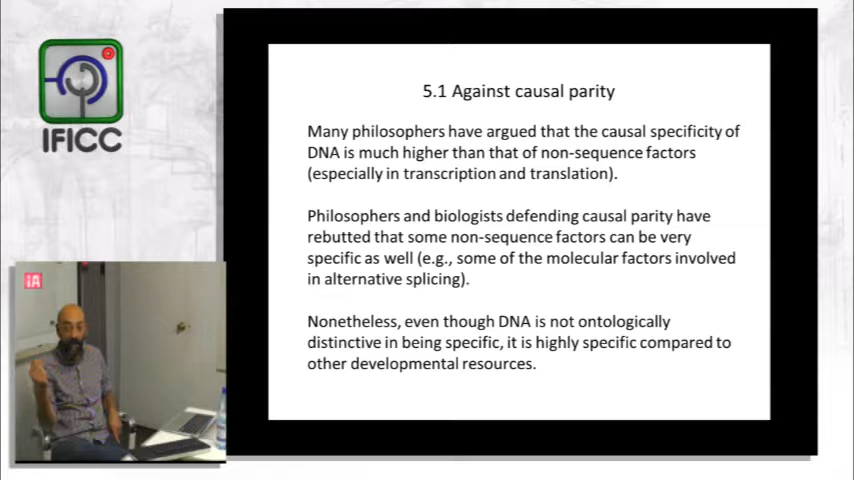 IFICC
iA
5.1 Against causal parity
Many philosophers have argued that the causal specificity of
DNA is much higher than that of non-sequence factors
(especially in transcription and translation).
Philosophers and biologists defending causal parity have
rebutted that some non-sequence factors can be very
specific as well (e.g., some of the molecular factors involved
in alternative splicing).
Nonetheless, even though DNA is not ontologically
distinctive in being specific, it is highly specific compared to
other developmental resources.